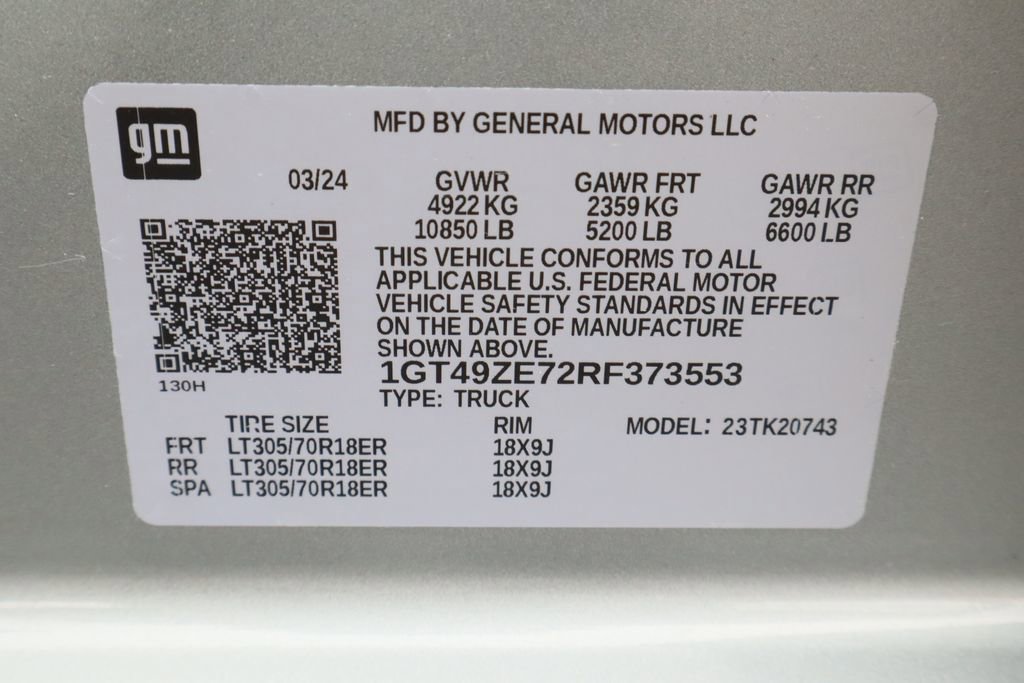 gm
MFD BY GENERAL MOTORS LLC
03/24
GVWR GAWR FRT GAWR RR
4922 KG 2359 KG 2994 KG
10850 LB 5200 LB 6600 LB
THIS VEHICLE CONFORMS TO ALL
APPLICABLE U.S. FEDERAL MOTOR
VEHICLE SAFETY STANDARDS IN EFFECT
ON THE DATE OF MANUFACTURE
SHOWN ABOVE.
1GT49ZE72RF373553
130H
TYPE: TRUCK
TIRE SIZE RIM MODEL: 23TK20743
FRT LT305/70R18ER 18X9J
RR LT305/70R18ER 18X9J
SPA LT305/70R18ER 18X9J